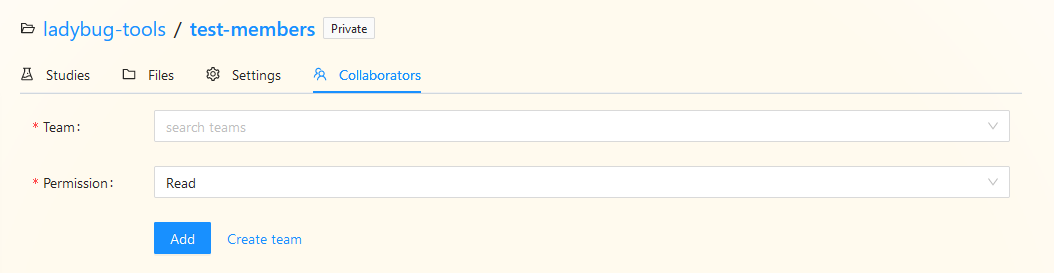 ladybug-tools / test-members Private
Studies Files Settings Collaborators
* Team: search teams
* Permission: Read
Add Create team